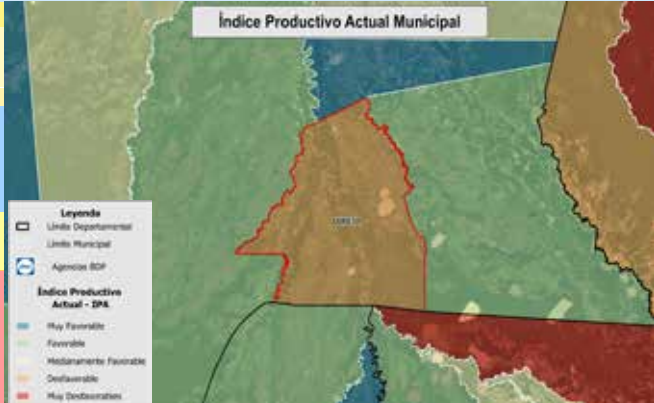 Índice Productivo Actual Municipal
Leyenda
Límite Departamental
Límite Municipal
Agencias BDP
Índice Productivo
Actual - IPA
Muy Favorable
Favorable
Medianamente Favorable
Desfavorable
Muy Desfavorables